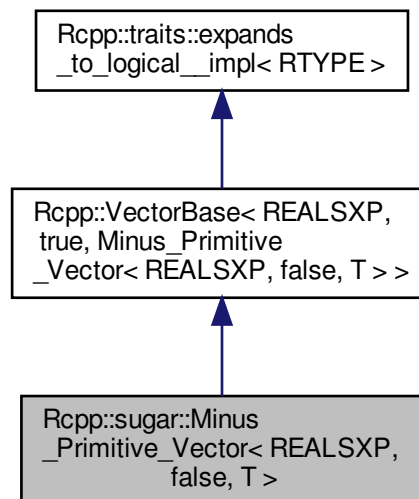 Rcpp::traits::expands
_to_logical__impl< RTYPE >
Rcpp::VectorBase< REALSXP,
true, Minus_Primitive
_Vector< REALSXP, false, T > >
Rcpp::sugar::Minus
_Primitive_Vector< REALSXP,
false, T >